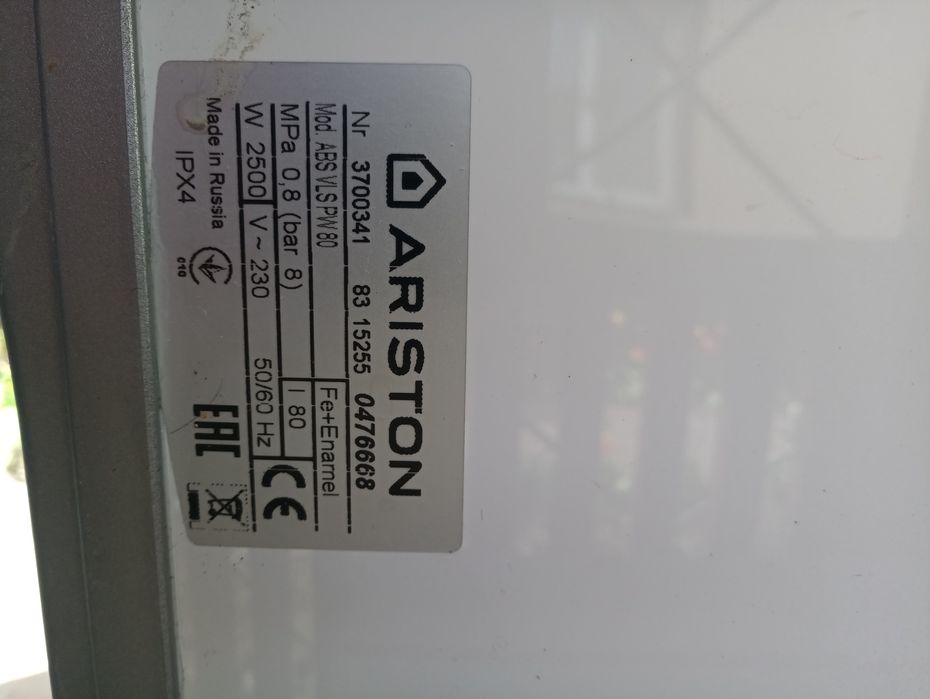 ARISTON
Nr 3700341 83 15255 0476668
Mod. ABS VLS PW 80 Fe+Enamel
MPa 0,8 (bar 8) l 80
W 2500 V~ 230 50/60 Hz CE
Made in Russia
IPX4 010 EAC